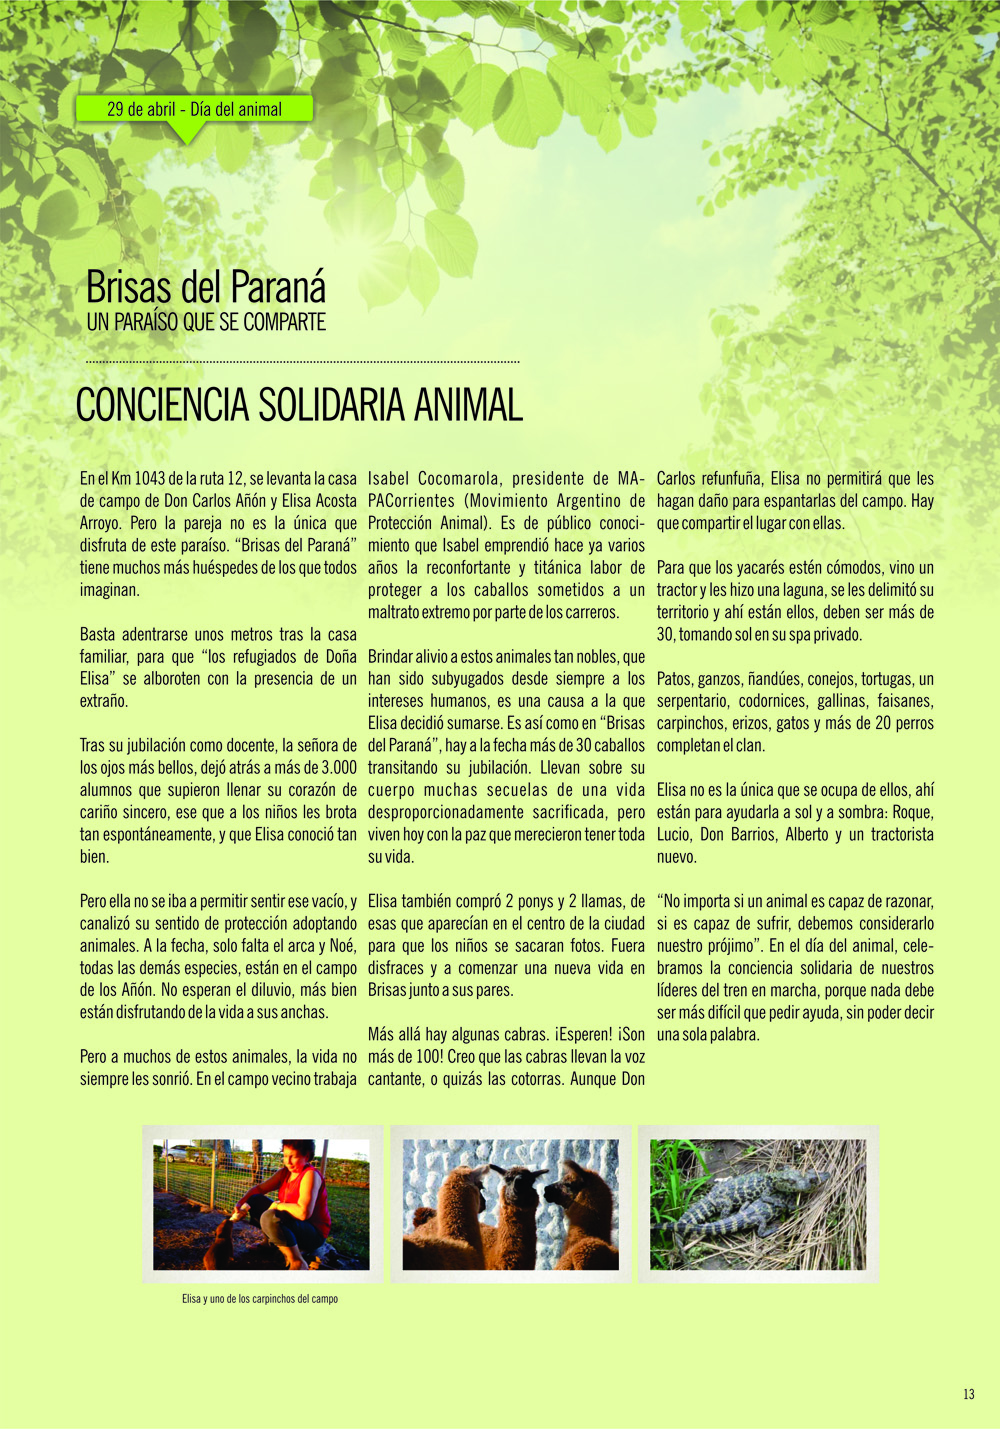 29 de abril - Día del animal
Brisas del Paraná
UN PARAÍSO QUE SE COMPARTE
CONCIENCIA SOLIDARIA ANIMAL
En el Km 1043 de la ruta 12, se levanta la casa
de campo de Don Carlos Añón y Elisa Acosta
Arroyo. Pero la pareja no es la única que
disfruta de este paraíso. “Brisas del Paraná”
tiene muchos más huéspedes de los que todos
imaginan.
Basta adentrarse unos metros tras la casa
familiar, para que “los refugiados de Doña
Elisa” se alboroten con la presencia de un
extraño.
Tras su jubilación como docente, la señora de
los ojos más bellos, dejó atrás a más de 3.000
alumnos que supieron llenar su corazón de
cariño sincero, ese que a los niños les brota
tan espontáneamente, y que Elisa conoció tan
bien.
Pero ella no se iba a permitir sentir ese vacío, y
canalizó su sentido de protección adoptando
animales. A la fecha, solo falta el arca y Noé,
todas las demás especies, están en el campo
de los Añón. No esperan el diluvio, más bien
están disfrutando de la vida a sus anchas.
Pero a muchos de estos animales, la vida no
siempre les sonrió. En el campo vecino trabaja
Isabel Cocomarola, presidente de MA-
PACorrientes (Movimiento Argentino de
Protección Animal). Es de público conoci-
miento que Isabel emprendió hace ya varios
años la reconfortante y titánica labor de
proteger a los caballos sometidos a un
maltrato extremo por parte de los carreros.
Brindar alivio a estos animales tan nobles, que
han sido subyugados desde siempre a los
intereses humanos, es una causa a la que
Elisa decidió sumarse. Es así como en “Brisas
del Paraná”, hay a la fecha más de 30 caballos
transitando su jubilación. Llevan sobre su
cuerpo muchas secuelas de una vida
desproporcionadamente sacrificada, pero
viven hoy con la paz que merecieron tener toda
su vida.
Elisa también compró 2 ponys y 2 llamas, de
esas que aparecían en el centro de la ciudad
para que los niños se sacaran fotos. Fuera
disfraces y a comenzar una nueva vida en
Brisas junto a sus pares.
Más allá hay algunas cabras. ¡Esperen! ¡Son
más de 100! Creo que las cabras llevan la voz
cantante, o quizás las cotorras. Aunque Don
Carlos refunfuña, Elisa no permitirá que les
hagan daño para espantarlas del campo. Hay
que compartir el lugar con ellas.
Para que los yacarés estén cómodos, vino un
tractor y les hizo una laguna, se les delimitó su
territorio y ahí están ellos, deben ser más de
30, tomando sol en su spa privado.
Patos, ganzos, ñandúes, conejos, tortugas, un
serpentario, codornices, gallinas, faisanes,
carpinchos, erizos, gatos y más de 20 perros
completan el clan.
Elisa no es la única que se ocupa de ellos, ahí
están para ayudarla a sol y a sombra: Roque,
Lucio, Don Barrios, Alberto y un tractorista
nuevo.
“No importa si un animal es capaz de razonar,
si es capaz de sufrir, debemos considerarlo
nuestro prójimo”. En el día del animal, cele-
bramos la conciencia solidaria de nuestros
líderes del tren en marcha, porque nada debe
ser más difícil que pedir ayuda, sin poder decir
una sola palabra.
Elisa y uno de los carpinchos del campo
13